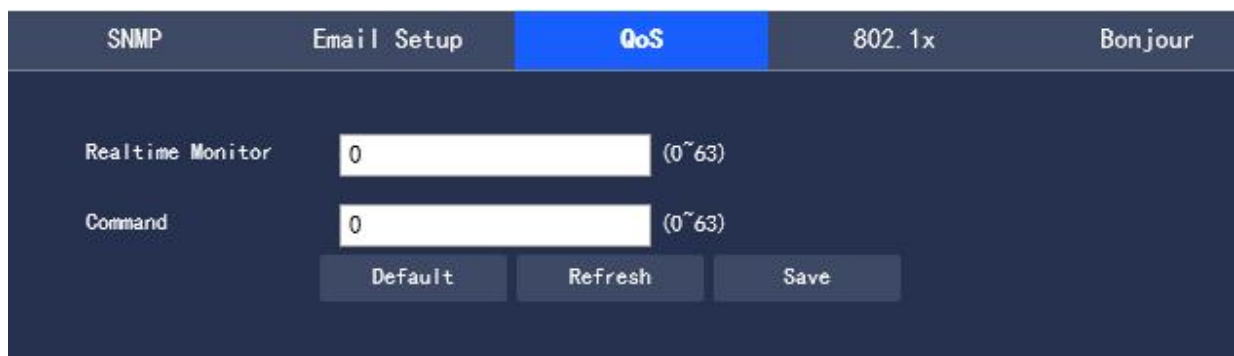 SNMP Email Setup QoS 802.1x Bonjour
Realtime Monitor 0 (0~63)
Command 0 (0~63)
Default Refresh Save